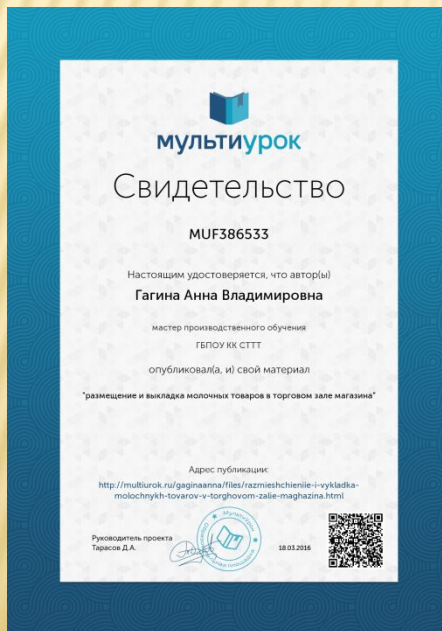 мультиурок
Свидетельство
MUF386533
Настоящим удостоверяется, что автор(ы)
Гагина Анна Владимировна
мастер производственного обучения
ГБПОУ КК СТТТ
опубликовал(а, и) свой материал
"размещение и выкладка молочных товаров в торговом зале магазина"
Адрес публикации:
http://multiurok.ru/gaginaanna/files/razmieshchieniie-i-vykladka-
molochnykh-tovarov-v-torghovom-zalie-maghazina.html
Руководитель проекта
Тарасов Д.А.
18.03.2016